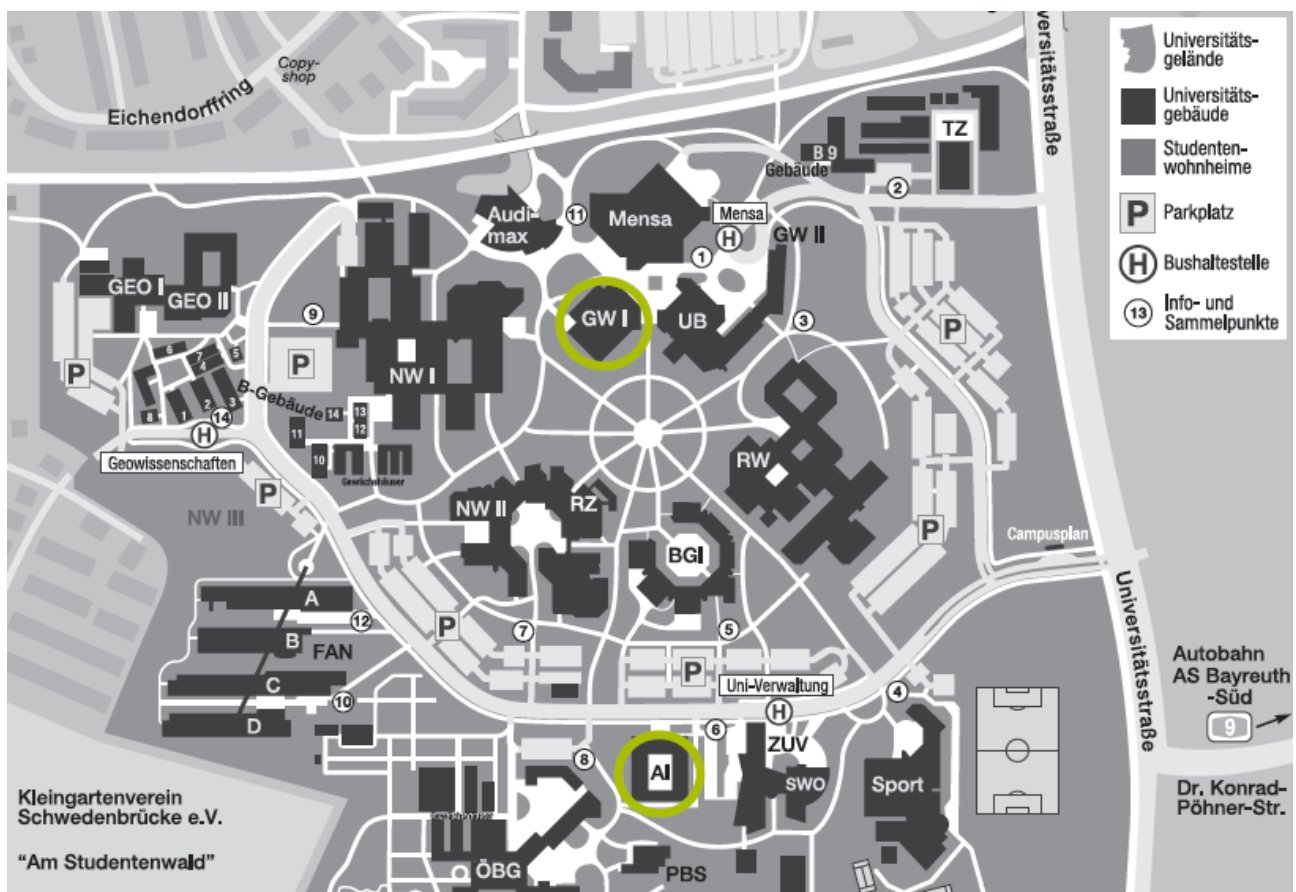 Copy-
shop
Eichendorffring
Universitätsstraße
Universitäts-
gelände
Universitäts-
gebäude
Studenten-
wohnheime
P
Parkplatz
H
Bushaltestelle
13
Info- und
Sammelpunkte
TZ
B 9
Gebäude
2
Audi-
max
11
Mensa
Mensa
H
1
GW II
GEO I
GEO II
9
GW I
UB
3
P
P
P
NW I
6
7
5
4
8
1
2
3
14
B-Gebäude
14
13
12
11
10
Gewächshäuser
H
Geowissenschaften
P
NW III
NW II
RZ
RW
BGI
P
Campusplan
Universitätsstraße
A
12
B
FAN
C
10
D
P
7
5
P
Uni-Verwaltung
H
4
6
ZUV
8
AI
SWO
Sport
Autobahn
AS Bayreuth
-Süd
9
Dr. Konrad-
Pöhner-Str.
Kleingartenverein
Schwedenbrücke e.V.
"Am Studentenwald"
ÖBG
PBS